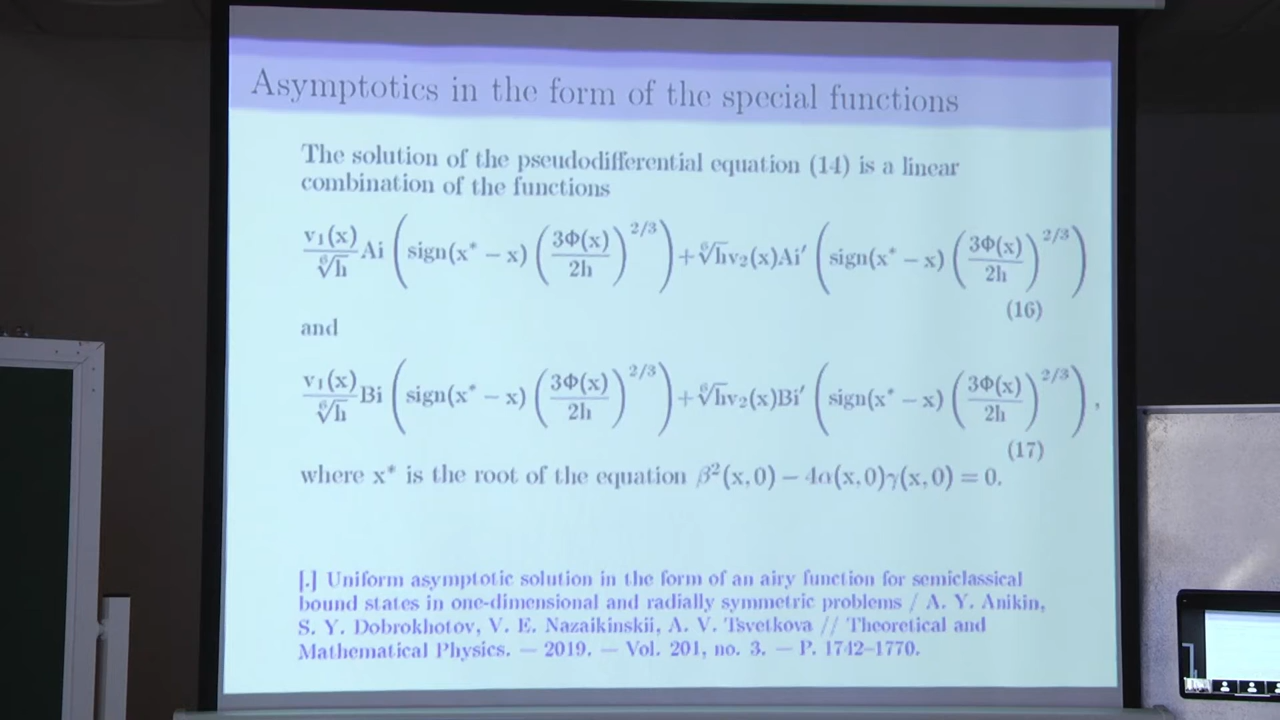 Asymptotics in the form of the special functions
The solution of the pseudodifferential equation (14) is a linear
combination of the functions
v₁(x)/⁶√h Ai (sign(x* − x) (3Φ(x)/2h)^2/3) + ⁶√h v₂(x)Ai′ (sign(x* − x) (3Φ(x)/2h)^2/3)
(16)
and
v₁(x)/⁶√h Bi (sign(x* − x) (3Φ(x)/2h)^2/3) + ⁶√h v₂(x)Bi′ (sign(x* − x) (3Φ(x)/2h)^2/3),
(17)
where x* is the root of the equation β²(x, 0) − 4α(x, 0)γ(x, 0) = 0.
[.] Uniform asymptotic solution in the form of an airy function for semiclassical
bound states in one-dimensional and radially symmetric problems / A. Y. Anikin,
S. Y. Dobrokhotov, V. E. Nazaikinskii, A. V. Tsvetkova // Theoretical and
Mathematical Physics. — 2019. — Vol. 201, no. 3. — P. 1742–1770.